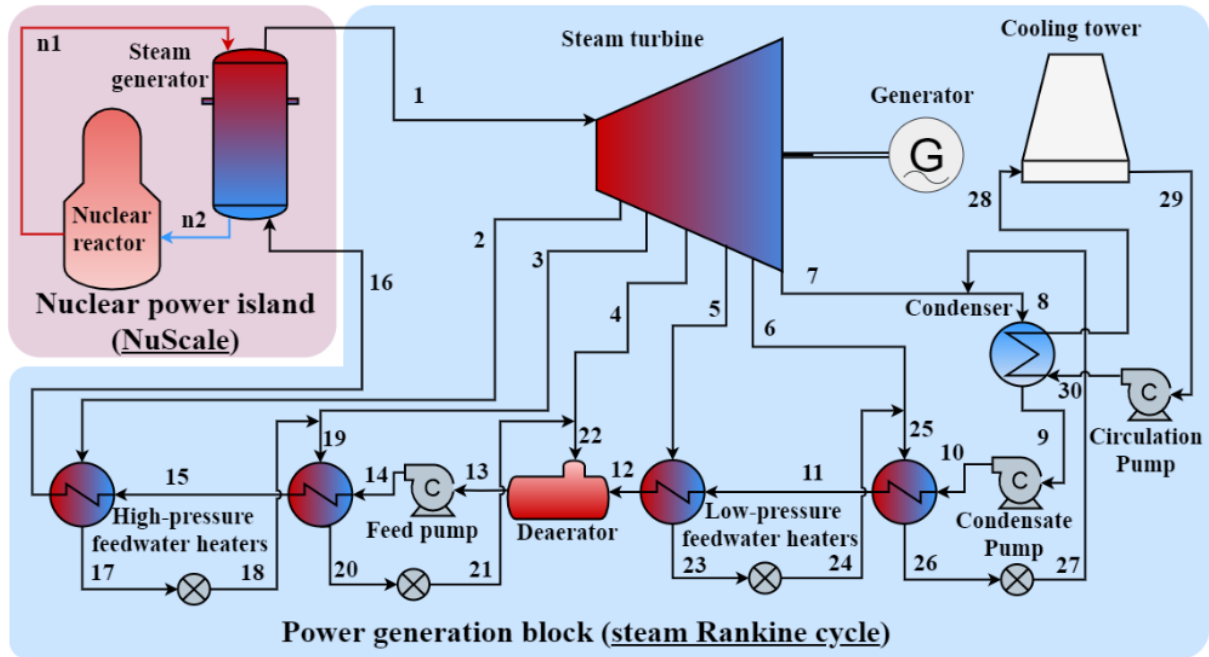 n1
Steam
generator
1
Steam turbine
Cooling tower
Generator
G
28
29
Nuclear
reactor
n2
2
3
4
5
6
7
8
16
Nuclear power island
(NuScale)
Condenser
30
C
Circulation
Pump
9
19
22
25
15
14
C
13
12
11
10
C
High-pressure
feedwater heaters
Feed pump
Deaerator
Low-pressure
feedwater heaters
Condensate
Pump
17
18
20
21
23
24
26
27
Power generation block (steam Rankine cycle)